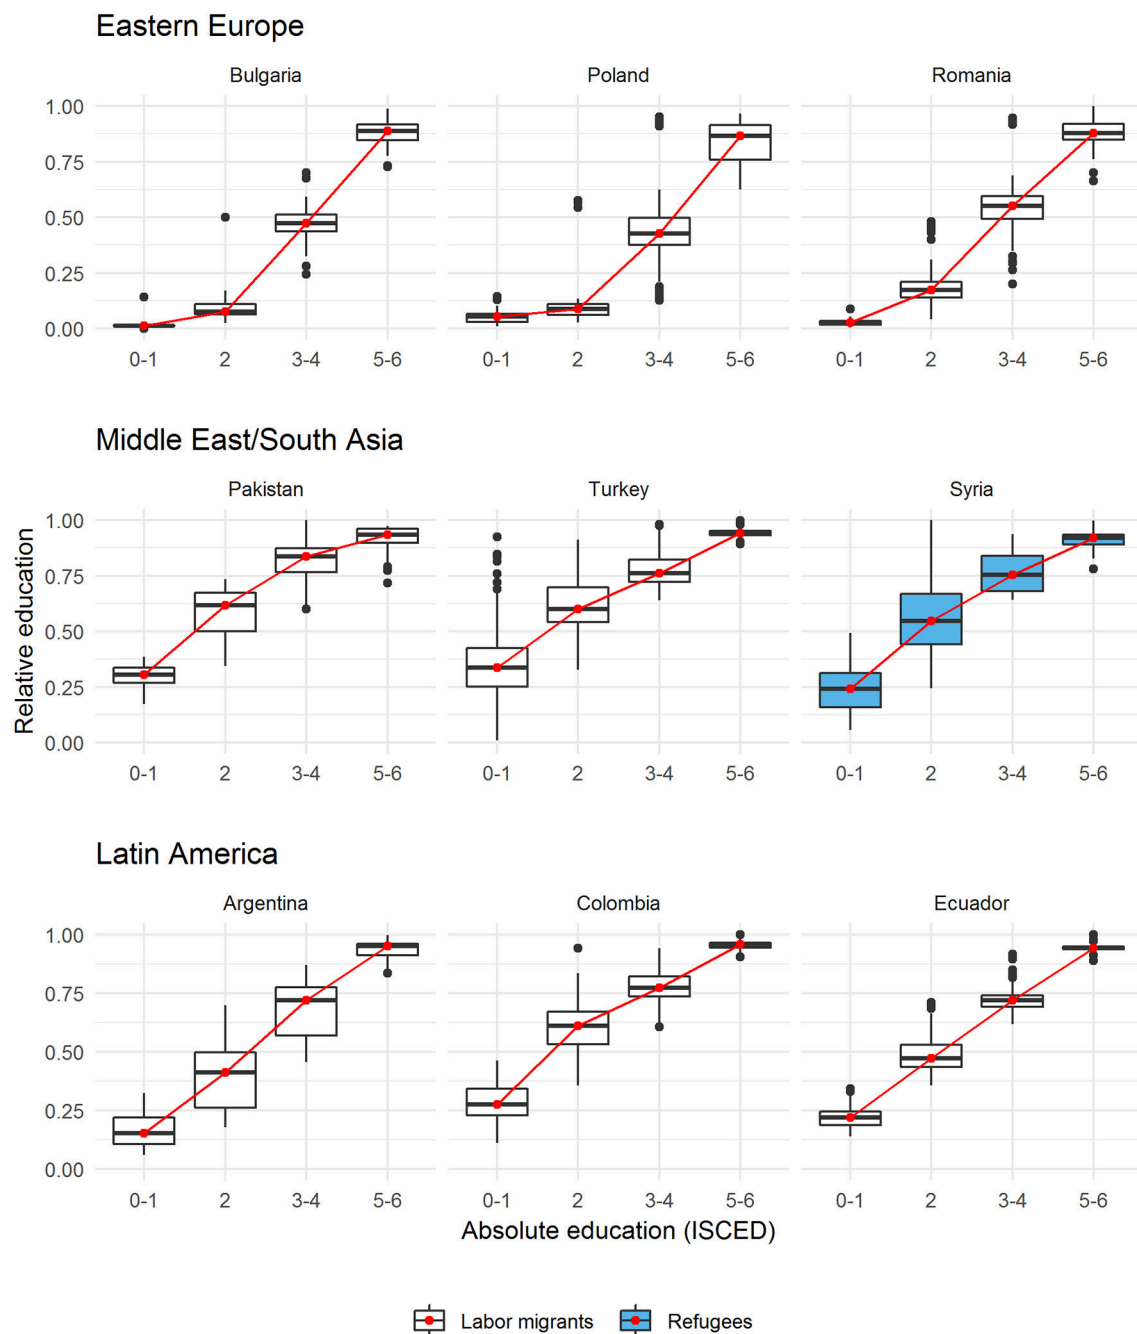 Eastern Europe
Bulgaria Poland Romania
1.00
0.75
0.50
0.25
0.00
0-1 2 3-4 5-6 0-1 2 3-4 5-6 0-1 2 3-4 5-6
Middle East/South Asia
Pakistan Turkey Syria
Relative education
1.00
0.75
0.50
0.25
0.00
0-1 2 3-4 5-6 0-1 2 3-4 5-6 0-1 2 3-4 5-6
Latin America
Argentina Colombia Ecuador
1.00
0.75
0.50
0.25
0.00
0-1 2 3-4 5-6 0-1 2 3-4 5-6 0-1 2 3-4 5-6
Absolute education (ISCED)
Labor migrants Refugees